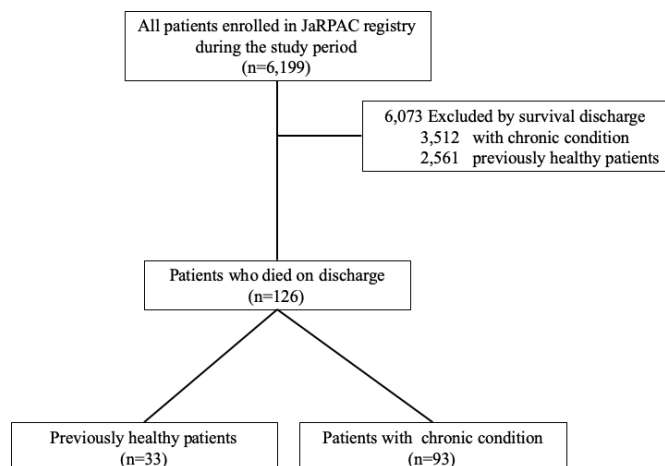 All patients enrolled in JaRPAC registry
during the study period
(n=6,199)
6,073 Excluded by survival discharge
3,512 with chronic condition
2,561 previously healthy patients
Patients who died on discharge
(n=126)
Previously healthy patients
(n=33)
Patients with chronic condition
(n=93)